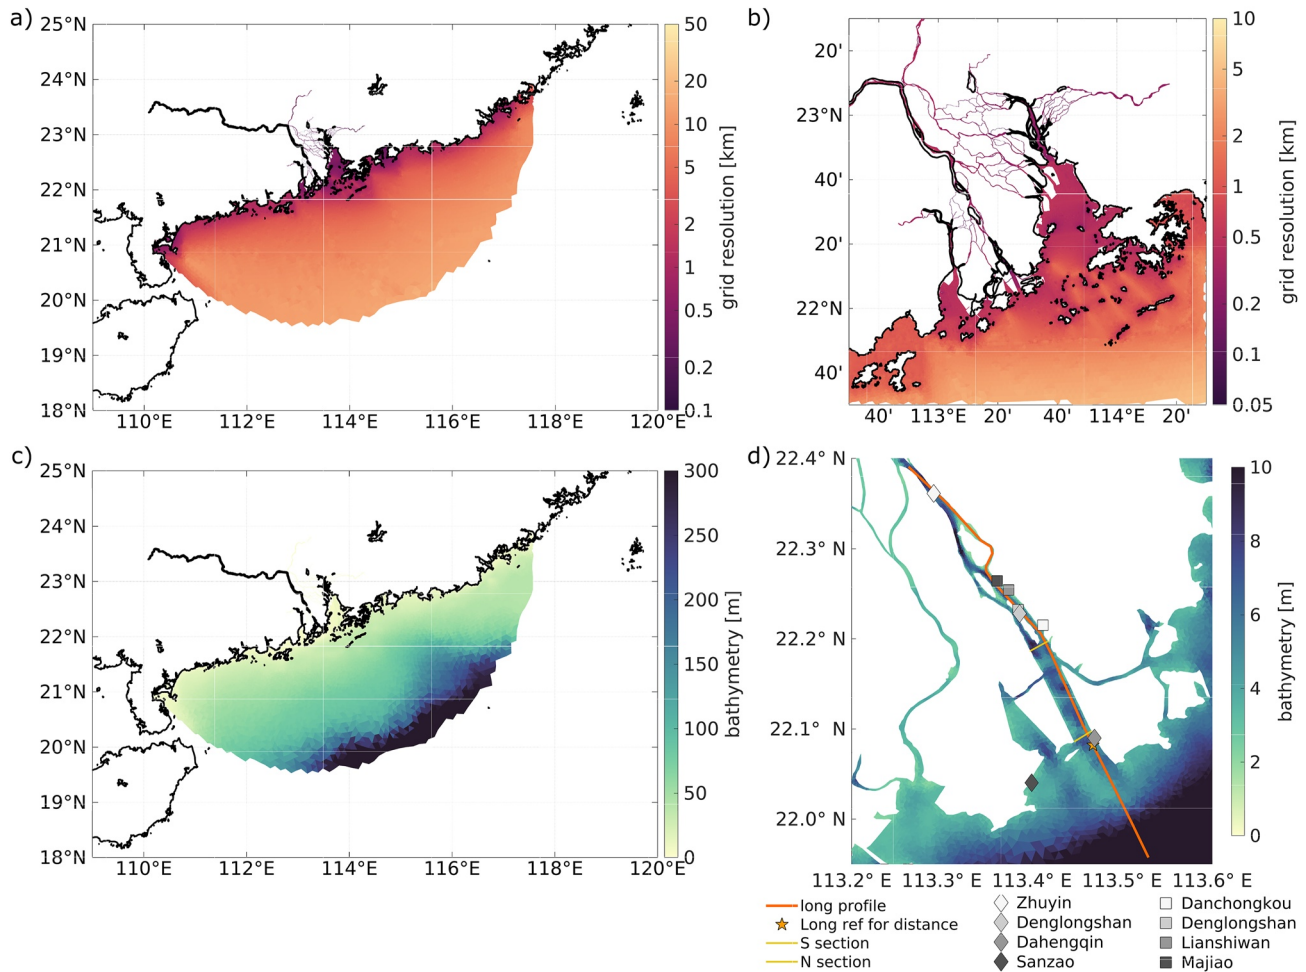 a)
25°N
24°N
23°N
22°N
21°N
20°N
19°N
18°N
110°E 112°E 114°E 116°E 118°E 120°E
50
20
10
5
2
1
0.5
0.2
0.1
grid resolution [km]
b)
20'
23°N
40'
20'
22°N
40'
40' 113°E 20' 40' 114°E 20'
10
5
2
1
0.5
0.2
0.1
0.05
grid resolution [km]
c)
25°N
24°N
23°N
22°N
21°N
20°N
19°N
18°N
110°E 112°E 114°E 116°E 118°E 120°E
300
250
200
150
100
50
0
bathymetry [m]
d)
22.4° N
22.3° N
22.2° N
22.1° N
22.0° N
113.2° E 113.3° E 113.4° E 113.5° E 113.6° E
10
8
6
4
2
0
bathymetry [m]
long profile
Long ref for distance
S section
N section
Zhuyin
Denglongshan
Dahengqin
Sanzao
Danchongkou
Denglongshan
Lianshiwan
Majiao